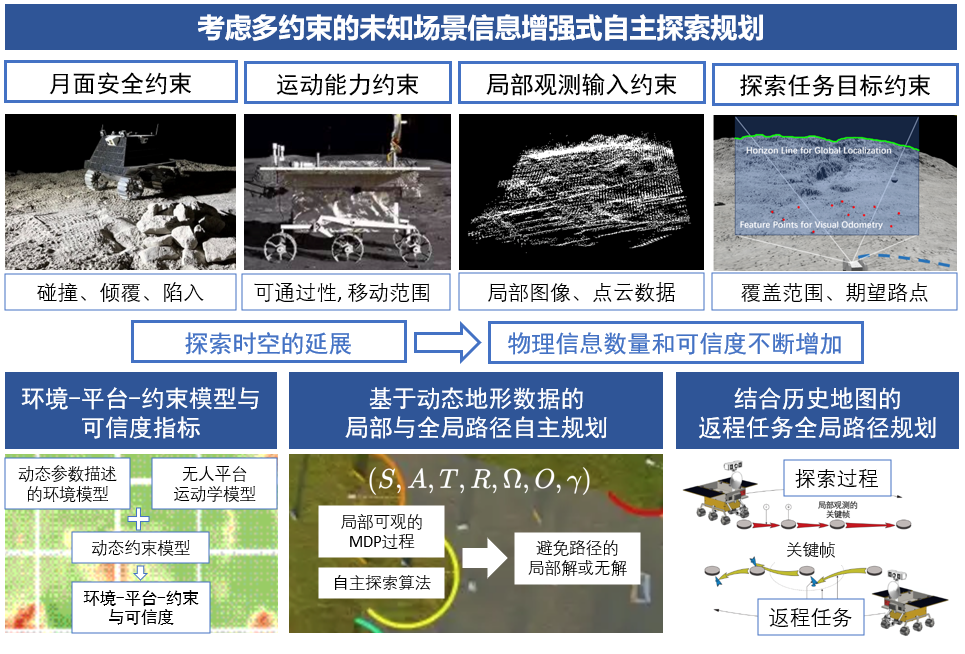 考虑多约束的未知场景信息增强式自主探索规划
月面安全约束
运动能力约束
局部观测输入约束
探索任务目标约束
Horizon Line for Global Localization
Feature Points for Visual Odometry
碰撞、倾覆、陷入
可通过性, 移动范围
局部图像、点云数据
覆盖范围、期望路点
探索时空的延展
物理信息数量和可信度不断增加
环境-平台-约束模型与
可信度指标
基于动态地形数据的
局部与全局路径自主规划
结合历史地图的
返程任务全局路径规划
动态参数描述
的环境模型
无人平台
运动学模型
动态约束模型
环境-平台-约束
与可信度
(S, A, T, R, Ω, O, γ)
局部可观的
MDP过程
自主探索算法
避免路径的
局部解或无解
探索过程
局部观测的
关键帧
关键帧
返程任务